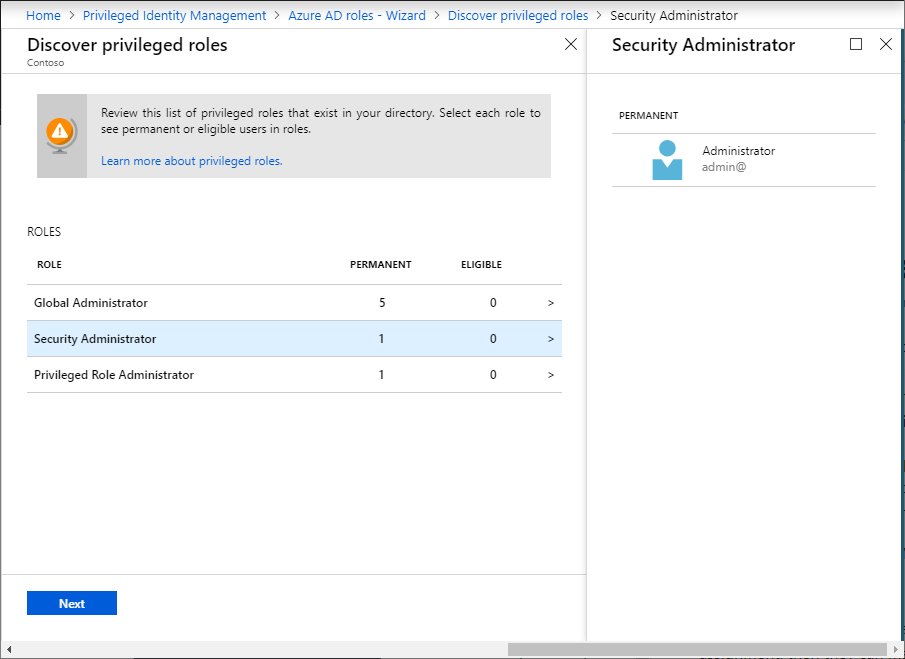 Home > Privileged Identity Management > Azure AD roles - Wizard > Discover privileged roles > Security Administrator
Discover privileged roles
Contoso
Review this list of privileged roles that exist in your directory. Select each role to
see permanent or eligible users in roles.
Learn more about privileged roles.
ROLES
ROLE PERMANENT ELIGIBLE
Global Administrator 5 0 >
Security Administrator 1 0 >
Privileged Role Administrator 1 0 >
Next
Security Administrator
PERMANENT
Administrator
admin@